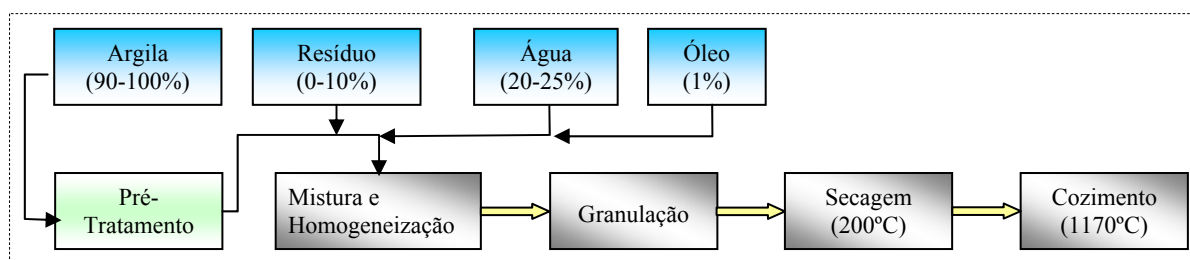 Argila
(90-100%)
Resíduo
(0-10%)
Água
(20-25%)
Óleo
(1%)
Pré-
Tratamento
Mistura e
Homogeneização
Granulação
Secagem
(200ºC)
Cozimento
(1170ºC)